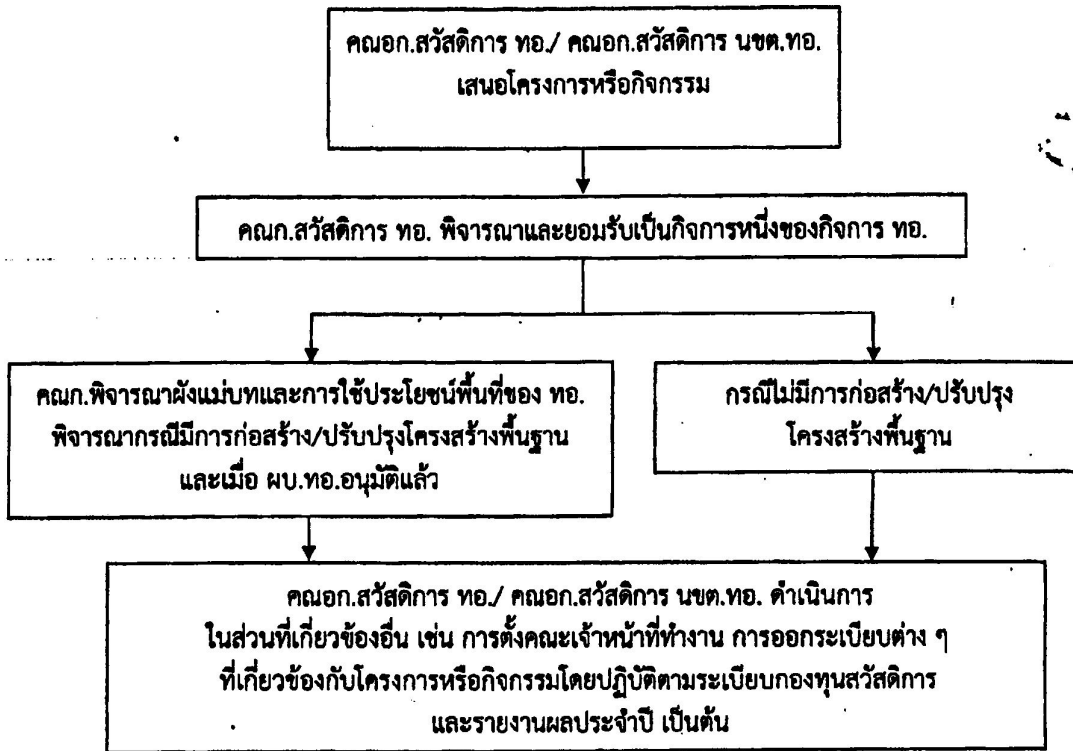 คณอก.สวัสดิการ ทอ./ คณอก.สวัสดิการ นขต.ทอ.
เสนอโครงการหรือกิจกรรม
คณก.สวัสดิการ ทอ. พิจารณาและยอมรับเป็นกิจการหนึ่งของกิจการ ทอ.
คณก.พิจารณาผังแม่บทและการใช้ประโยชน์พื้นที่ของ ทอ.
พิจารณากรณีมีการก่อสร้าง/ปรับปรุงโครงสร้างพื้นฐาน
และเมื่อ ผบ.ทอ.อนุมัติแล้ว
กรณีไม่มีการก่อสร้าง/ปรับปรุง
โครงสร้างพื้นฐาน
คณอก.สวัสดิการ ทอ./ คณอก.สวัสดิการ นขต.ทอ. ดำเนินการ
ในส่วนที่เกี่ยวข้องอื่น เช่น การตั้งคณะเจ้าหน้าที่ทำงาน การออกระเบียบต่าง ๆ
ที่เกี่ยวข้องกับโครงการหรือกิจกรรมโดยปฏิบัติตามระเบียบกองทุนสวัสดิการ
และรายงานผลประจำปี เป็นต้น